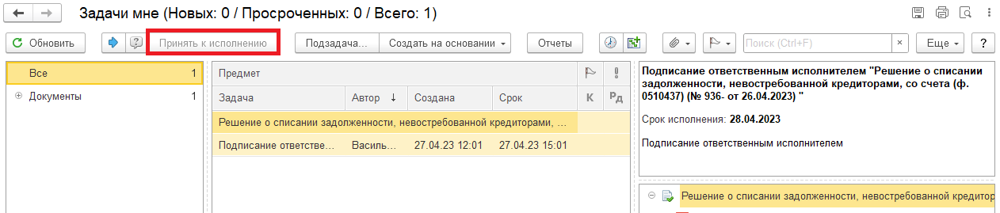 Задачи мне (Новых: 0 / Просроченных: 0 / Всего: 1)
Обновить Принять к исполнению Подзадача... Создать на основании Отчеты Поиск (Ctrl+F) × Еще ?
Все 1
Документы 1
Предмет
Задача Автор ↓ Создана Срок К Рд
Решение о списании задолженности, невостребованной кредиторами, ...
Подписание ответстве... Василь... 27.04.23 12:01 27.04.23 15:01
Подписание ответственным исполнителем "Решение о списании
задолженности, невостребованной кредиторами, со счета (ф.
0510437) (№ 936- от 26.04.2023) "
Срок исполнения: 28.04.2023
Подписание ответственным исполнителем
Решение о списании задолженности, невостребованной кредитор